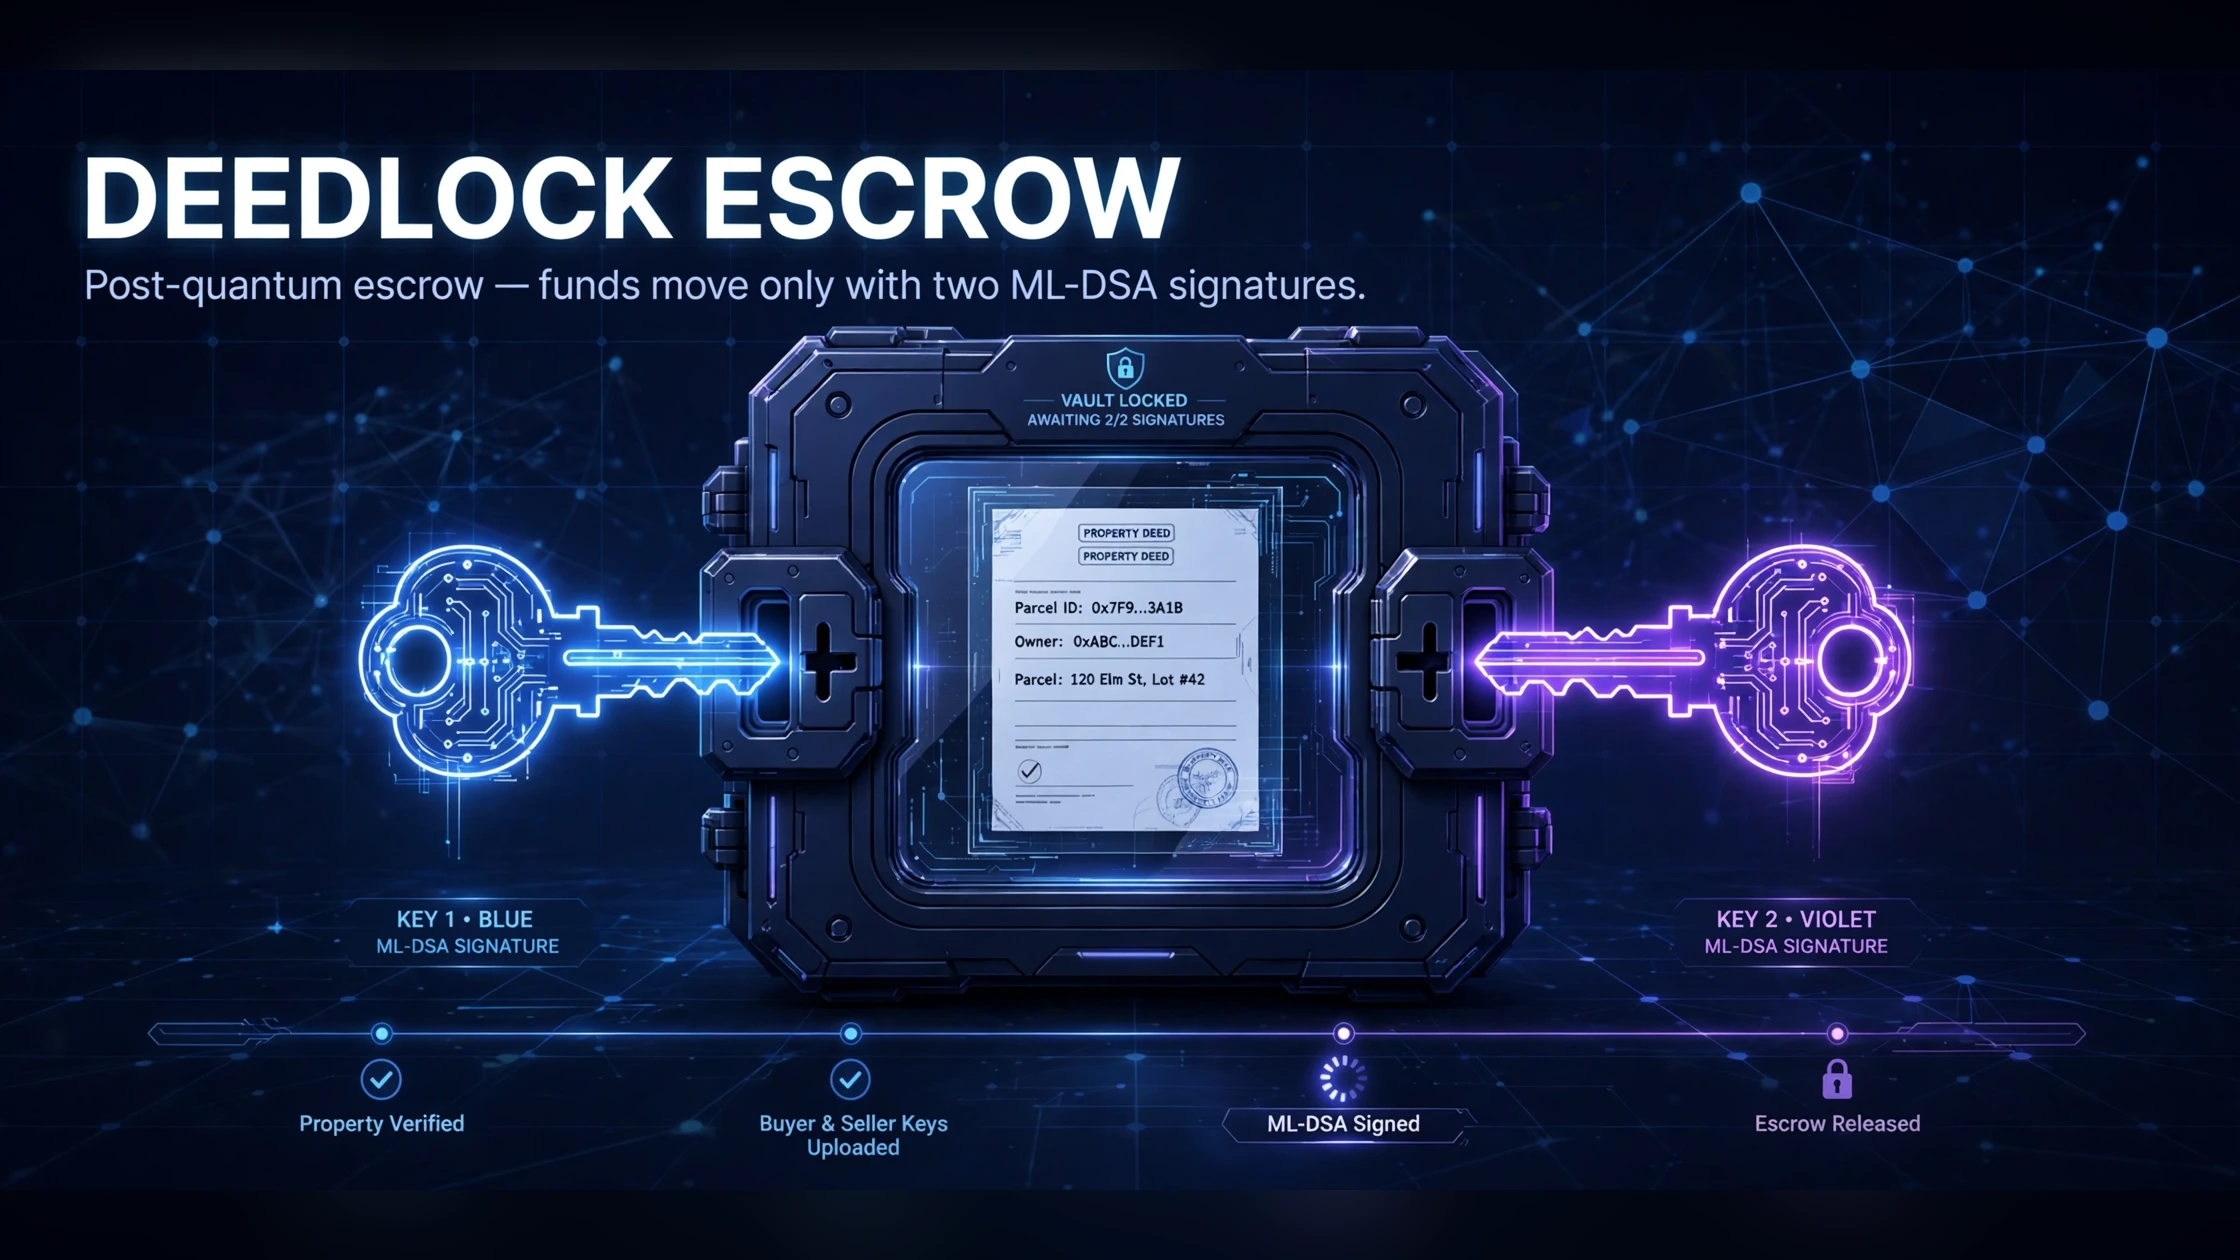 DEEDLOCK ESCROW
Post-quantum escrow — funds move only with two ML-DSA signatures.
VAULT LOCKED
AWAITING 2/2 SIGNATURES
PROPERTY DEED
PROPERTY DEED
Parcel ID: 0x7F9...3A1B
Owner: 0xABC...DEF1
Parcel: 120 Elm St, Lot #42
KEY 1 • BLUE
ML-DSA SIGNATURE
KEY 2 • VIOLET
ML-DSA SIGNATURE
Property Verified
Buyer & Seller Keys
Uploaded
ML-DSA Signed
Escrow Released